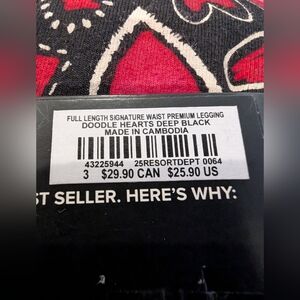 FULL LENGTH SIGNATURE WAIST PREMIUM LEGGING
DOODLE HEARTS DEEP BLACK
MADE IN CAMBODIA
43225944 25RESORTDEPT 0064
3 $29.90 CAN $25.90 US
ST SELLER. HERE'S WHY: